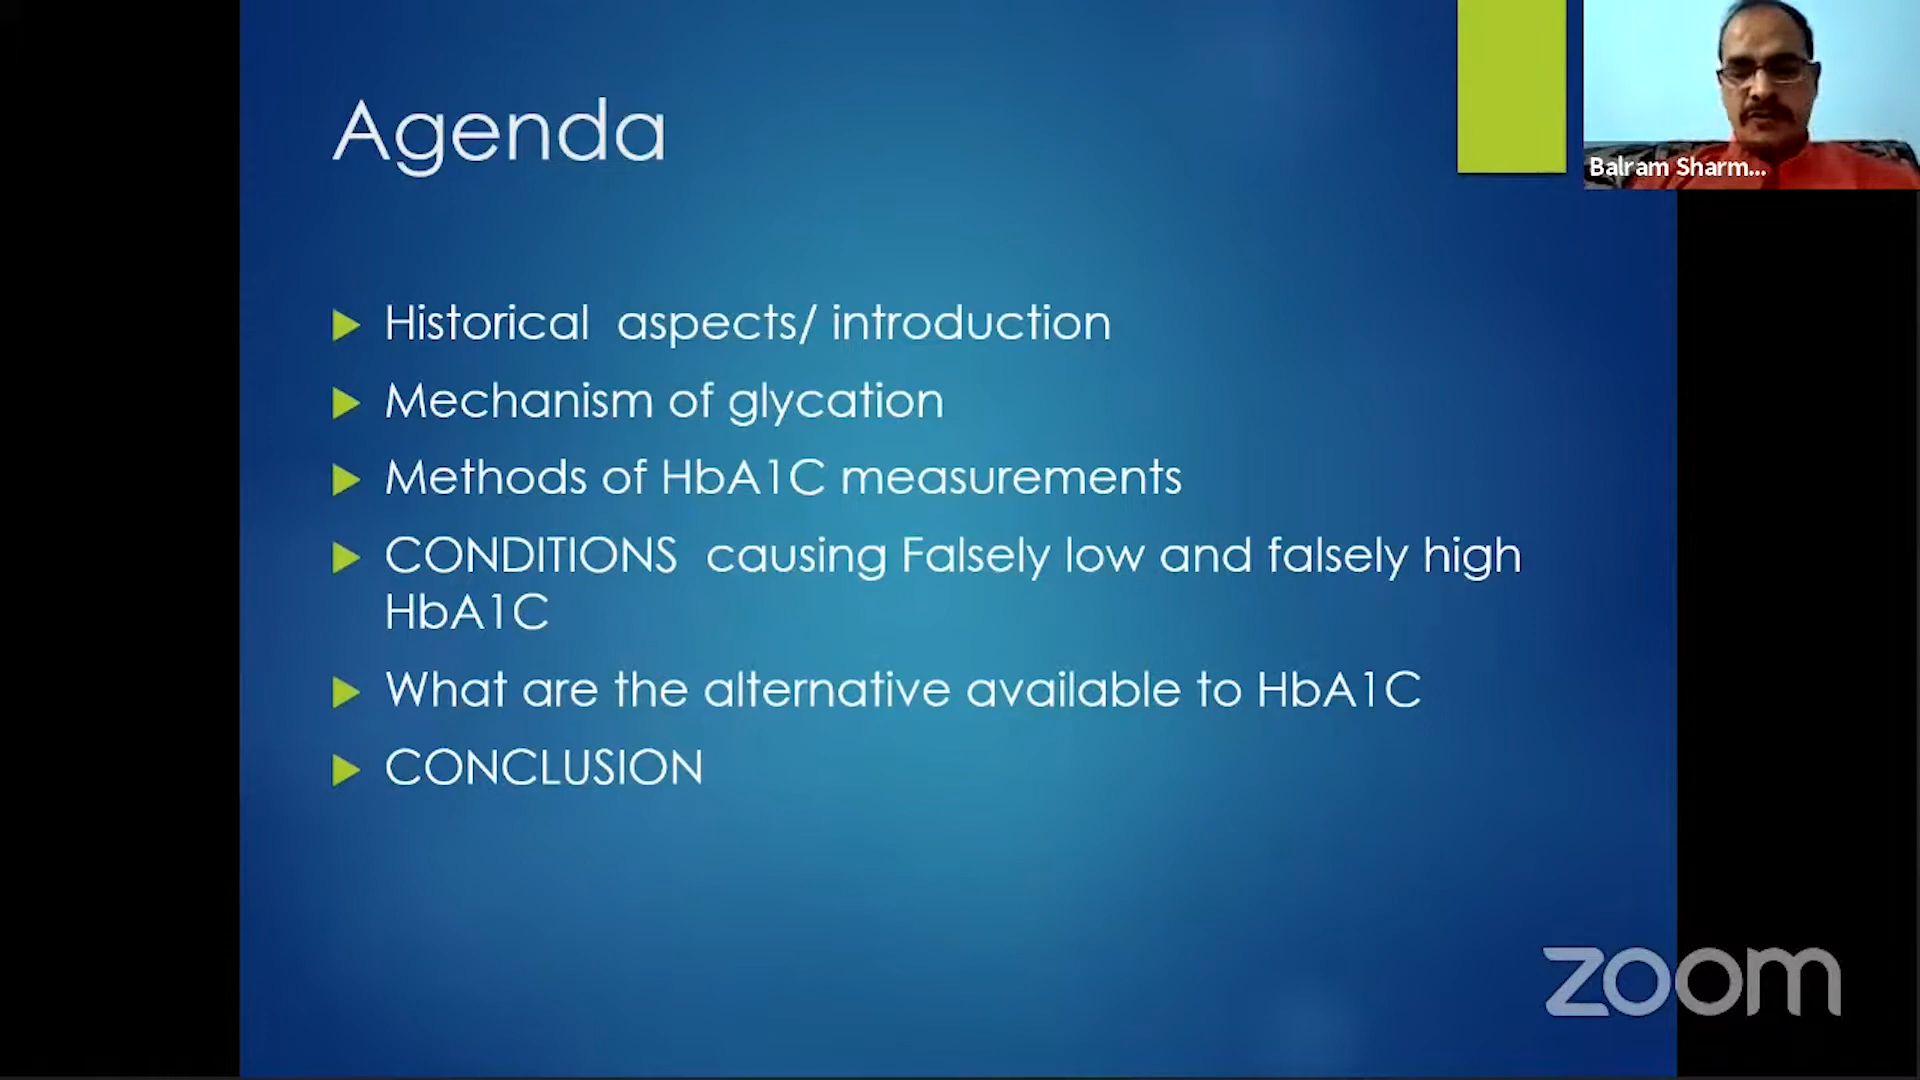 Agenda
Balram Sharm...
Historical aspects/ introduction
Mechanism of glycation
Methods of HbA1C measurements
CONDITIONS causing Falsely low and falsely high
HbA1C
What are the alternative available to HbA1C
CONCLUSION
zoom